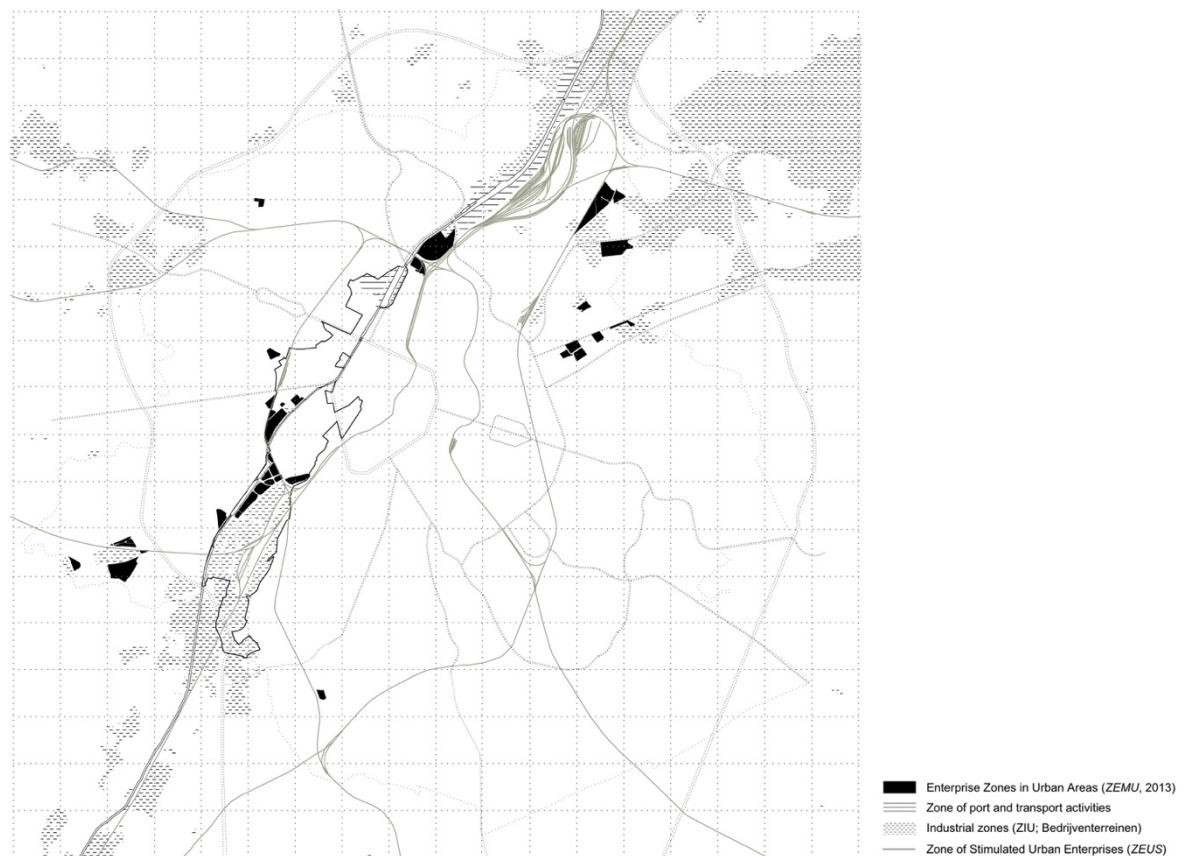 Enterprise Zones in Urban Areas (ZEMU, 2013)
Zone of port and transport activities
Industrial zones (ZIU; Bedrijventerreinen)
Zone of Stimulated Urban Enterprises (ZEUS)